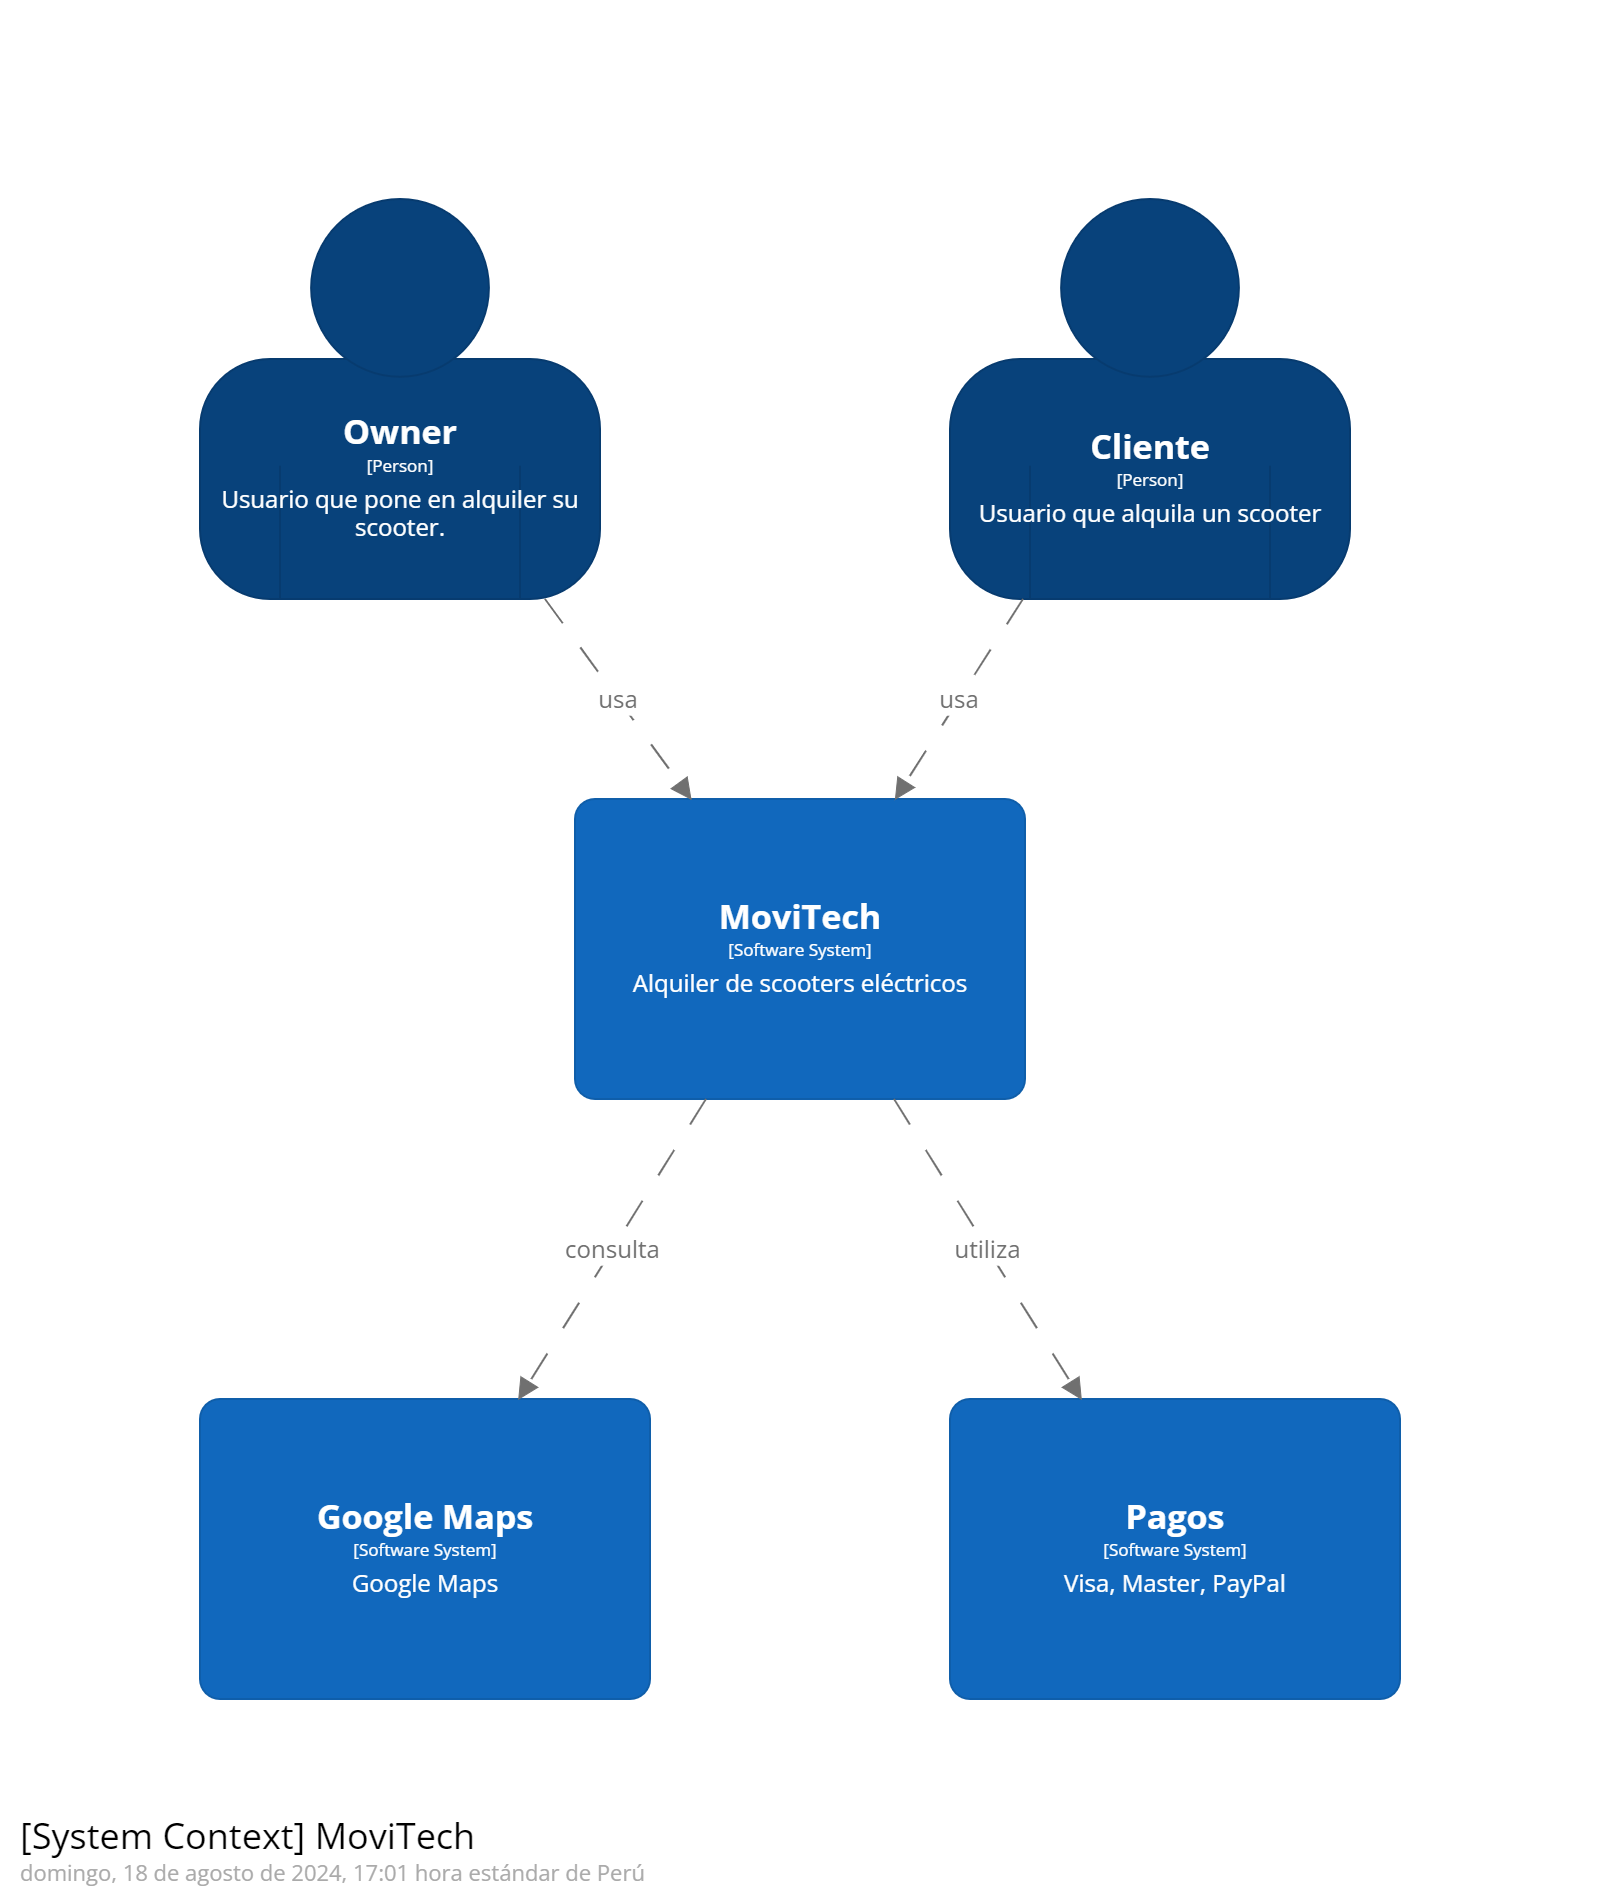 Owner
[Person]
Usuario que pone en alquiler su
scooter.
Cliente
[Person]
Usuario que alquila un scooter
usa
usa
MoviTech
[Software System]
Alquiler de scooters eléctricos
consulta
utiliza
Google Maps
[Software System]
Google Maps
Pagos
[Software System]
Visa, Master, PayPal
[System Context] MoviTech
domingo, 18 de agosto de 2024, 17:01 hora estándar de Perú